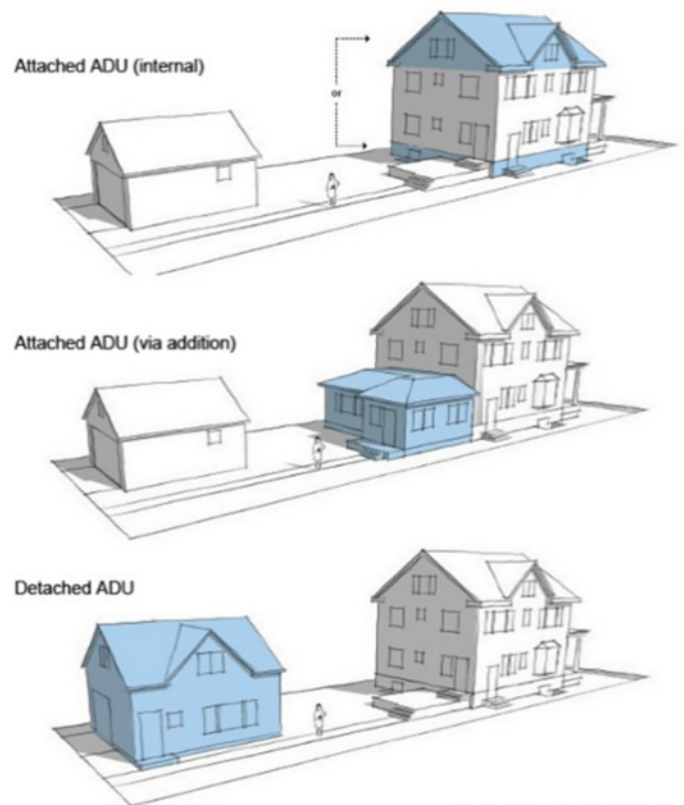 Attached ADU (internal)
or
Attached ADU (via addition)
Detached ADU